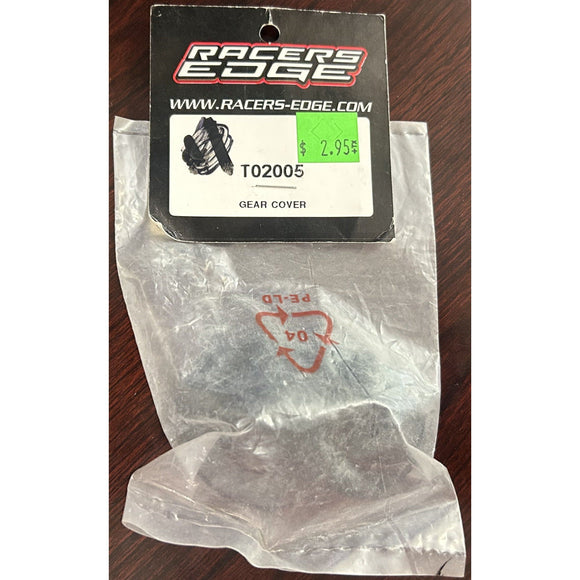 RACERS
EDGE
WWW.RACERS-EDGE.COM
$ 2.95
T02005
GEAR COVER
PE-LD
04